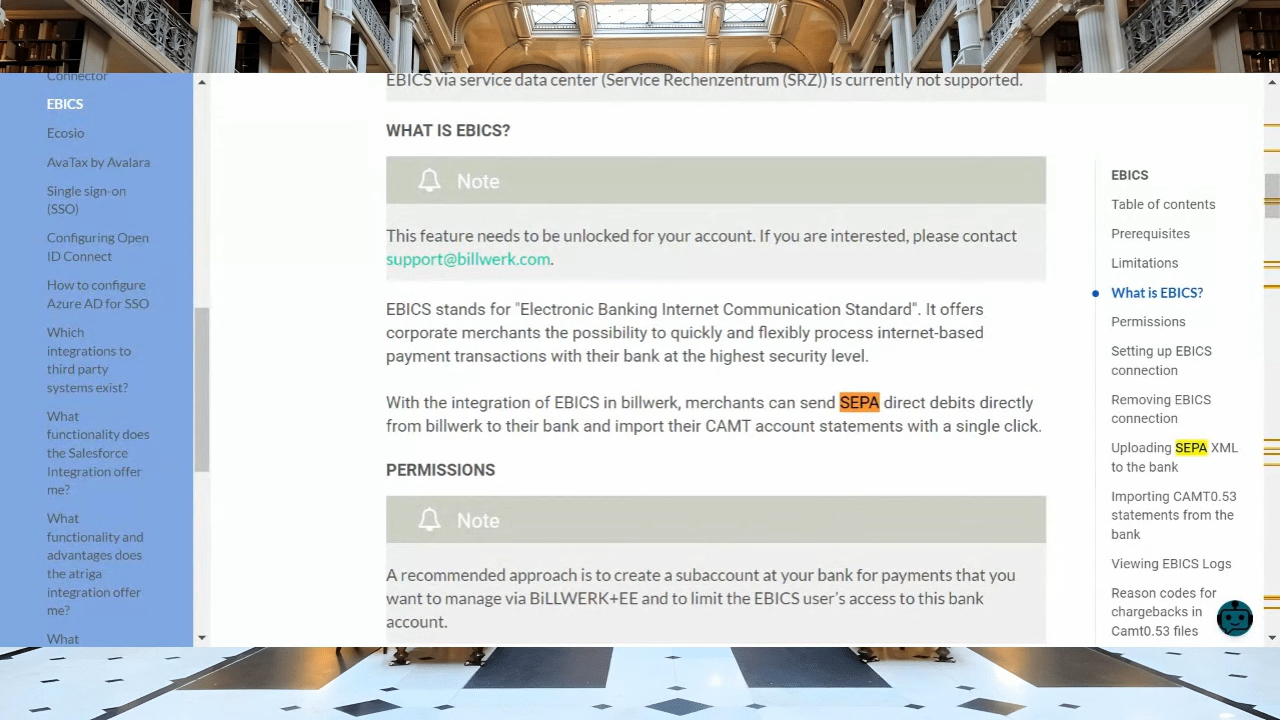 Connector
EBICS
Ecosio
AvaTax by Avalara
Single sign-on
(SSO)
Configuring Open
ID Connect
How to configure
Azure AD for SSO
Which
integrations to
third party
systems exist?
What
functionality does
the Salesforce
Integration offer
me?
What
functionality and
advantages does
the atriga
integration offer
me?
What
EBICS via service data center (Service Rechenzentrum (SRZ)) is currently not supported.
WHAT IS EBICS?
Note
This feature needs to be unlocked for your account. If you are interested, please contact
support@billwerk.com.
EBICS stands for "Electronic Banking Internet Communication Standard". It offers
corporate merchants the possibility to quickly and flexibly process internet-based
payment transactions with their bank at the highest security level.
With the integration of EBICS in billwerk, merchants can send SEPA direct debits directly
from billwerk to their bank and import their CAMT account statements with a single click.
PERMISSIONS
Note
A recommended approach is to create a subaccount at your bank for payments that you
want to manage via BiLLWERK+EE and to limit the EBICS user's access to this bank
account.
EBICS
Table of contents
Prerequisites
Limitations
What is EBICS?
Permissions
Setting up EBICS
connection
Removing EBICS
connection
Uploading SEPA XML
to the bank
Importing CAMT0.53
statements from the
bank
Viewing EBICS Logs
Reason codes for
chargebacks in
Camt0.53 files